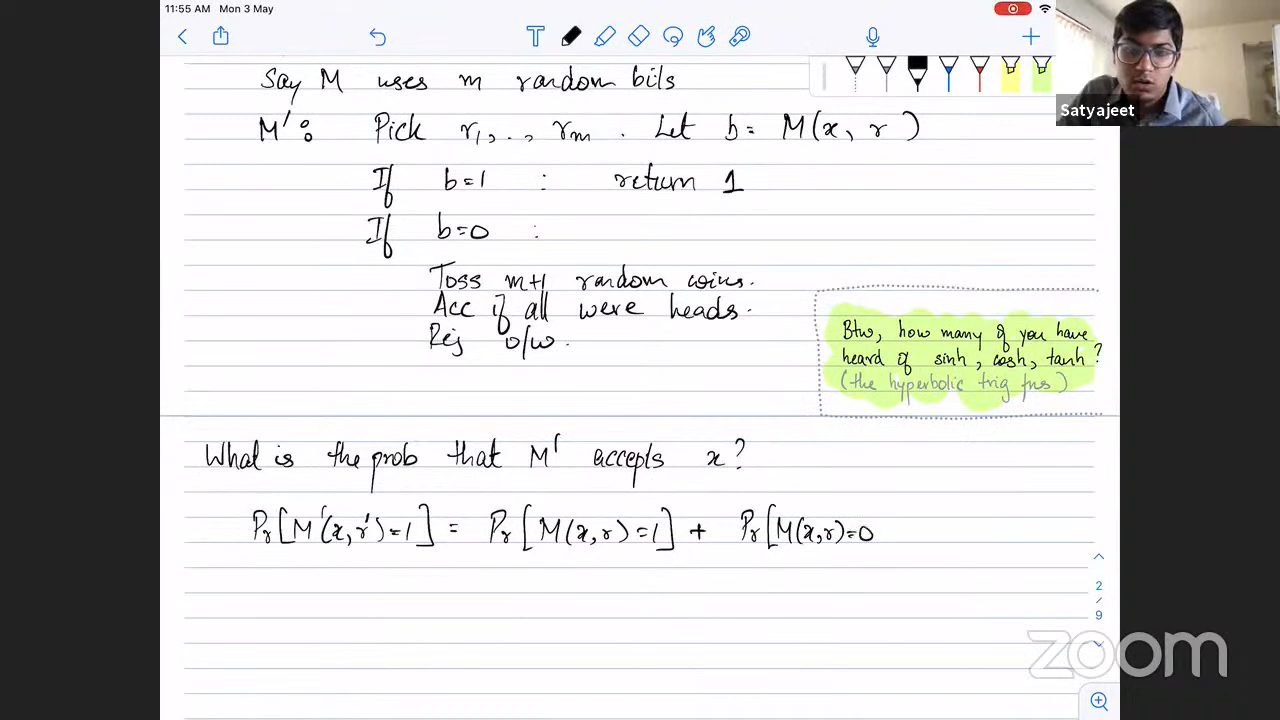 11:55 AM Mon 3 May
Satyajeet
Say M uses m random bits
M' : Pick r1, . ., rm . Let b = M(x, r )
If b=1 : return 1
If b=0 :
Toss m+1 random coins.
Acc if all were heads.
Rej o/w .
Btw, how many of you have
heard of sinh, cosh, tanh ?
(the hyperbolic trig fns)
What is the prob that M' accepts x?
Pr[M'(x, r')=1] = Pr[M(x, r)=1] + Pr[M(x,r)=0
2
/
9
zoom